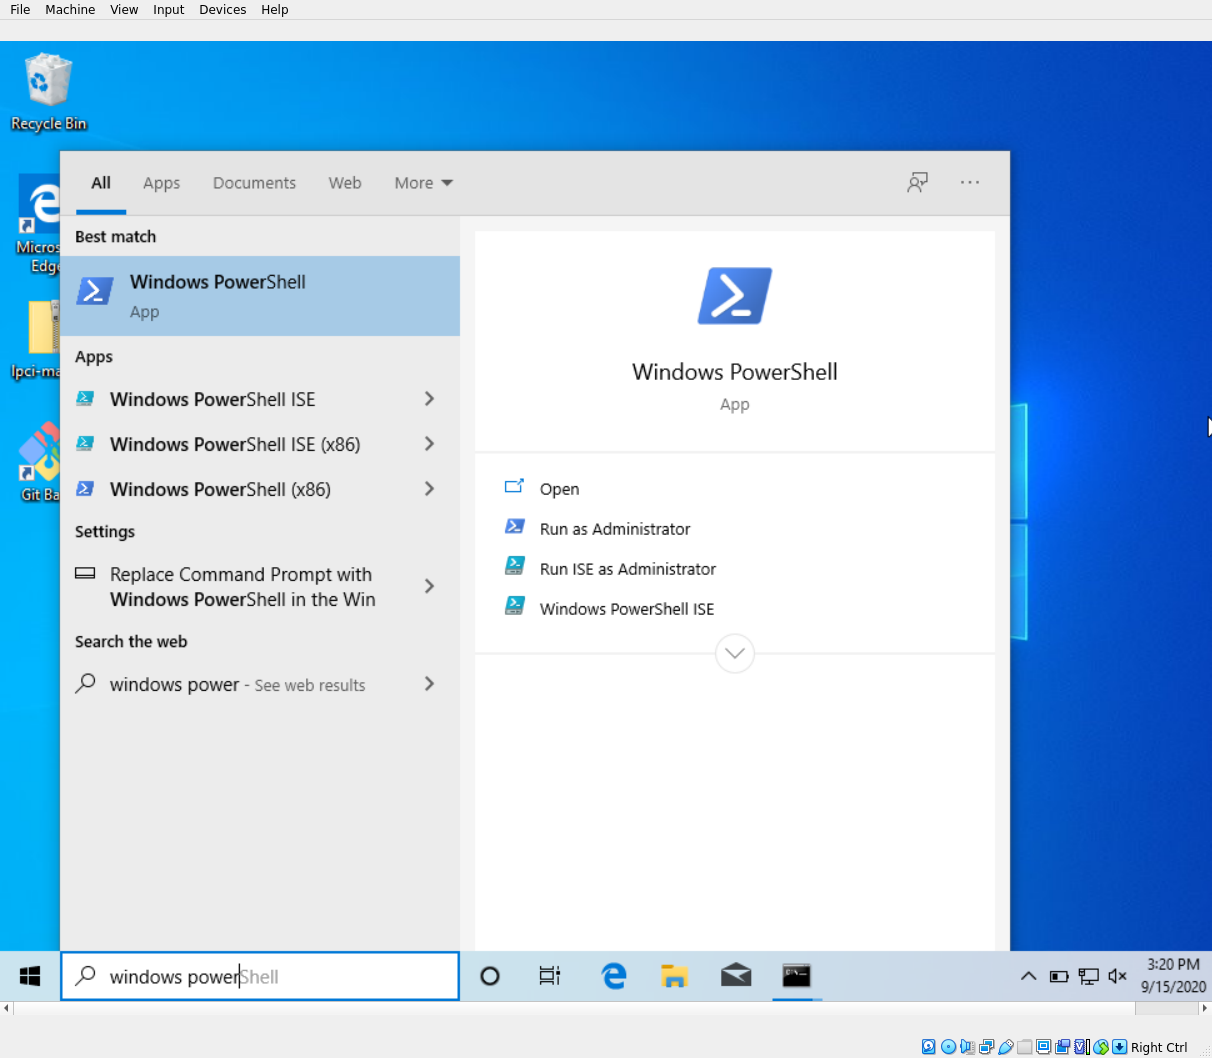 File Machine View Input Devices Help
Recycle Bin
All Apps Documents Web More
Best match
Windows PowerShell
App
Apps
Windows PowerShell ISE
Windows PowerShell ISE (x86)
Windows PowerShell (x86)
Settings
Replace Command Prompt with
Windows PowerShell in the Win
Search the web
windows power - See web results
Windows PowerShell
App
Open
Run as Administrator
Run ISE as Administrator
Windows PowerShell ISE
Micros
Edge
lpci-ma
Git Ba
windows powerShell
3:20 PM
9/15/2020
Right Ctrl